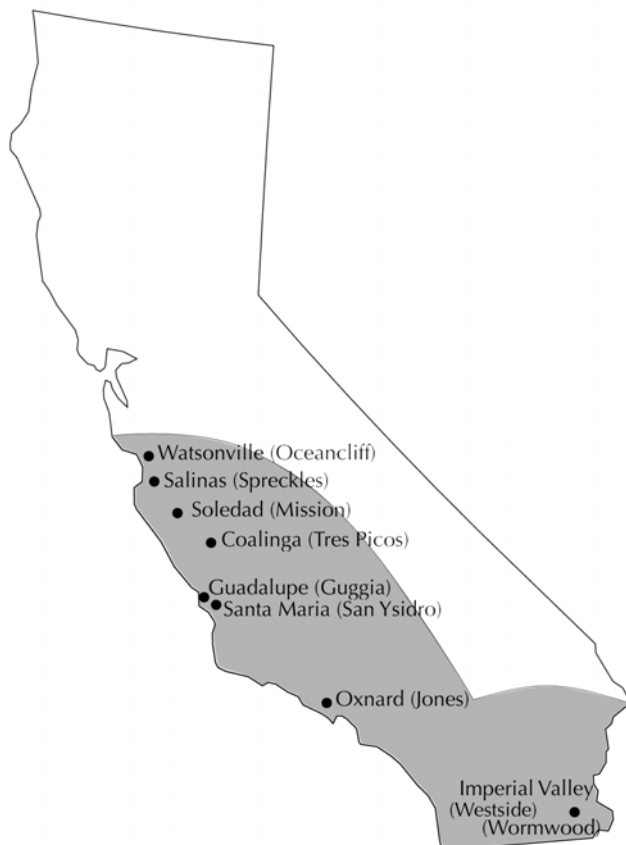 Watsonville (Oceancliff)
Salinas (Spreckles)
Soledad (Mission)
Coalinga (Tres Picos)
Guadalupe (Guggia)
Santa Maria (San Ysidro)
Oxnard (Jones)
Imperial Valley
(Westside)
(Wormwood)